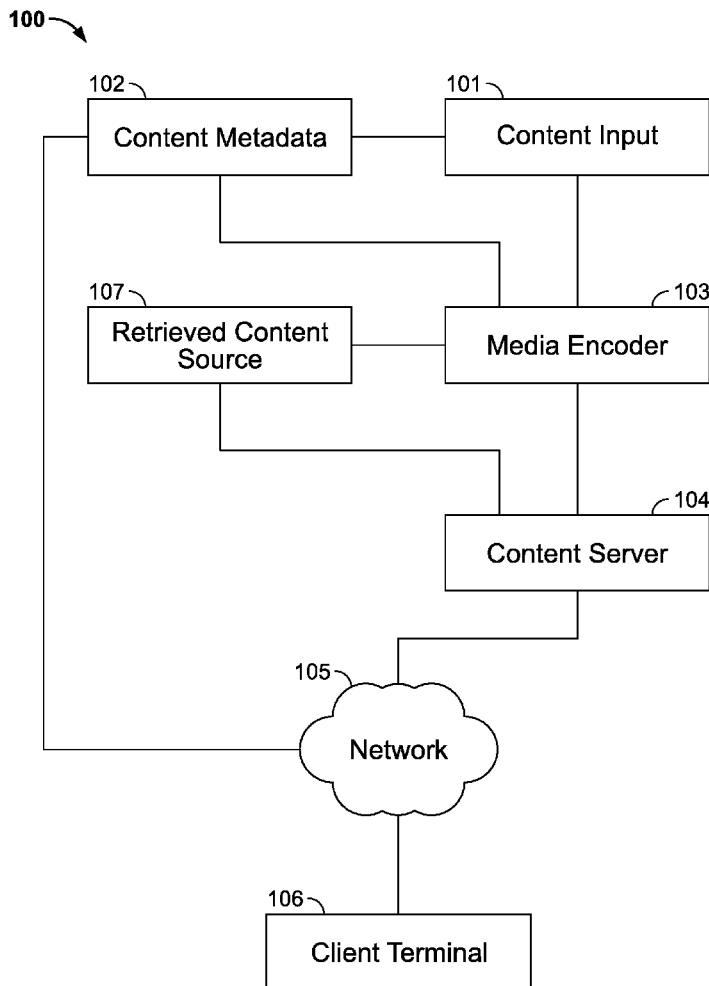 100
102
101
Content Metadata
Content Input
107
103
Retrieved Content
Source
Media Encoder
104
Content Server
105
Network
106
Client Terminal